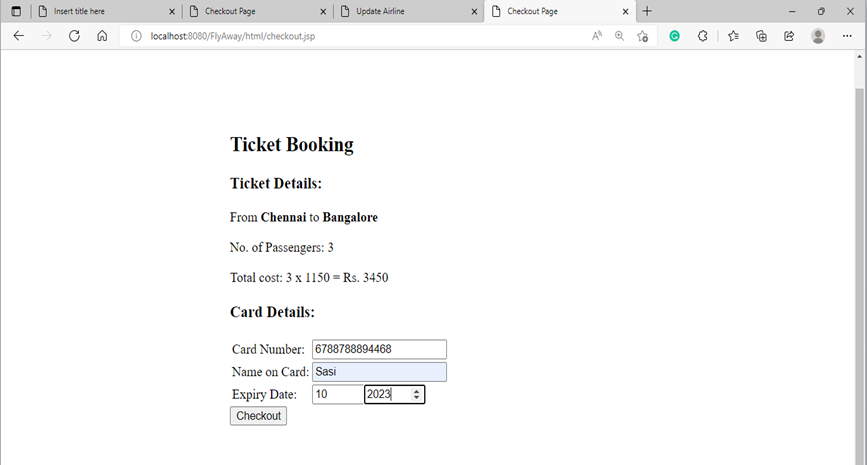 Insert title here
Checkout Page
Update Airline
Checkout Page
localhost:8080/FlyAway/html/checkout.jsp
Ticket Booking
Ticket Details:
From Chennai to Bangalore
No. of Passengers: 3
Total cost: 3 x 1150 = Rs. 3450
Card Details:
Card Number: 6788788894468
Name on Card: Sasi
Expiry Date: 10 2023
Checkout